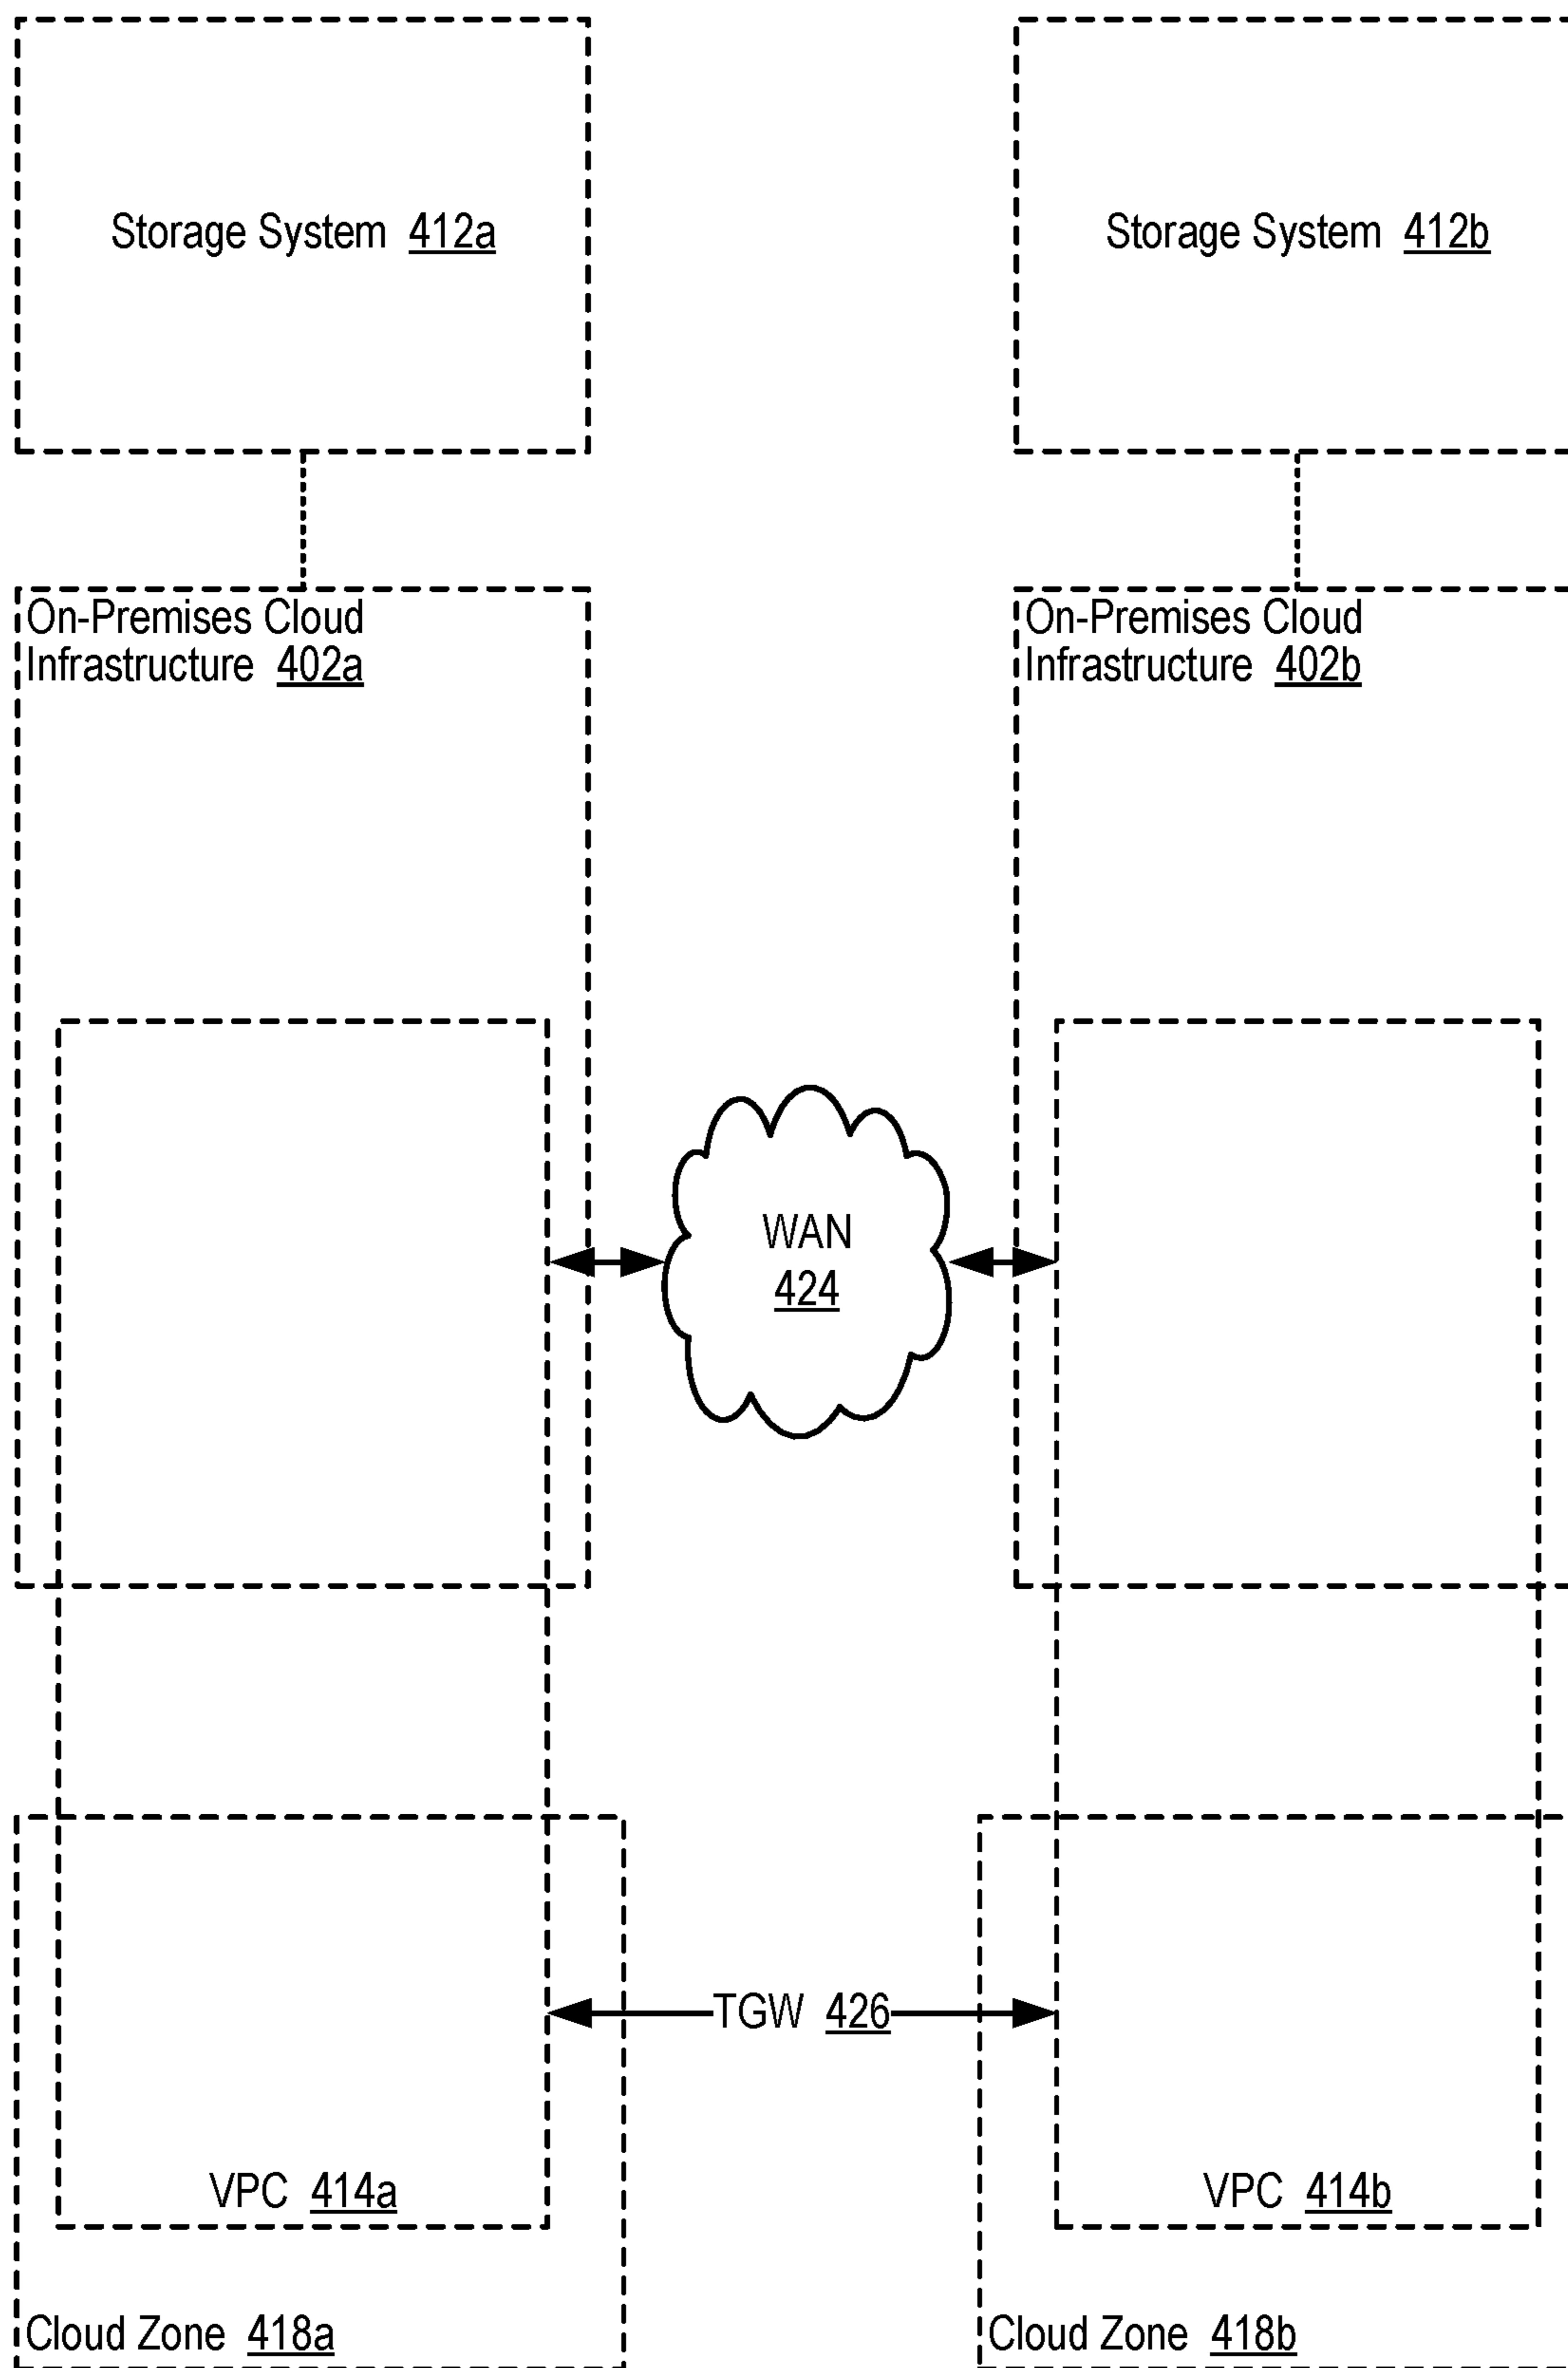 Storage System 412a
Storage System 412b
On-Premises Cloud
Infrastructure 402a
On-Premises Cloud
Infrastructure 402b
WAN
424
TGW 426
VPC 414a
VPC 414b
Cloud Zone 418a
Cloud Zone 418b